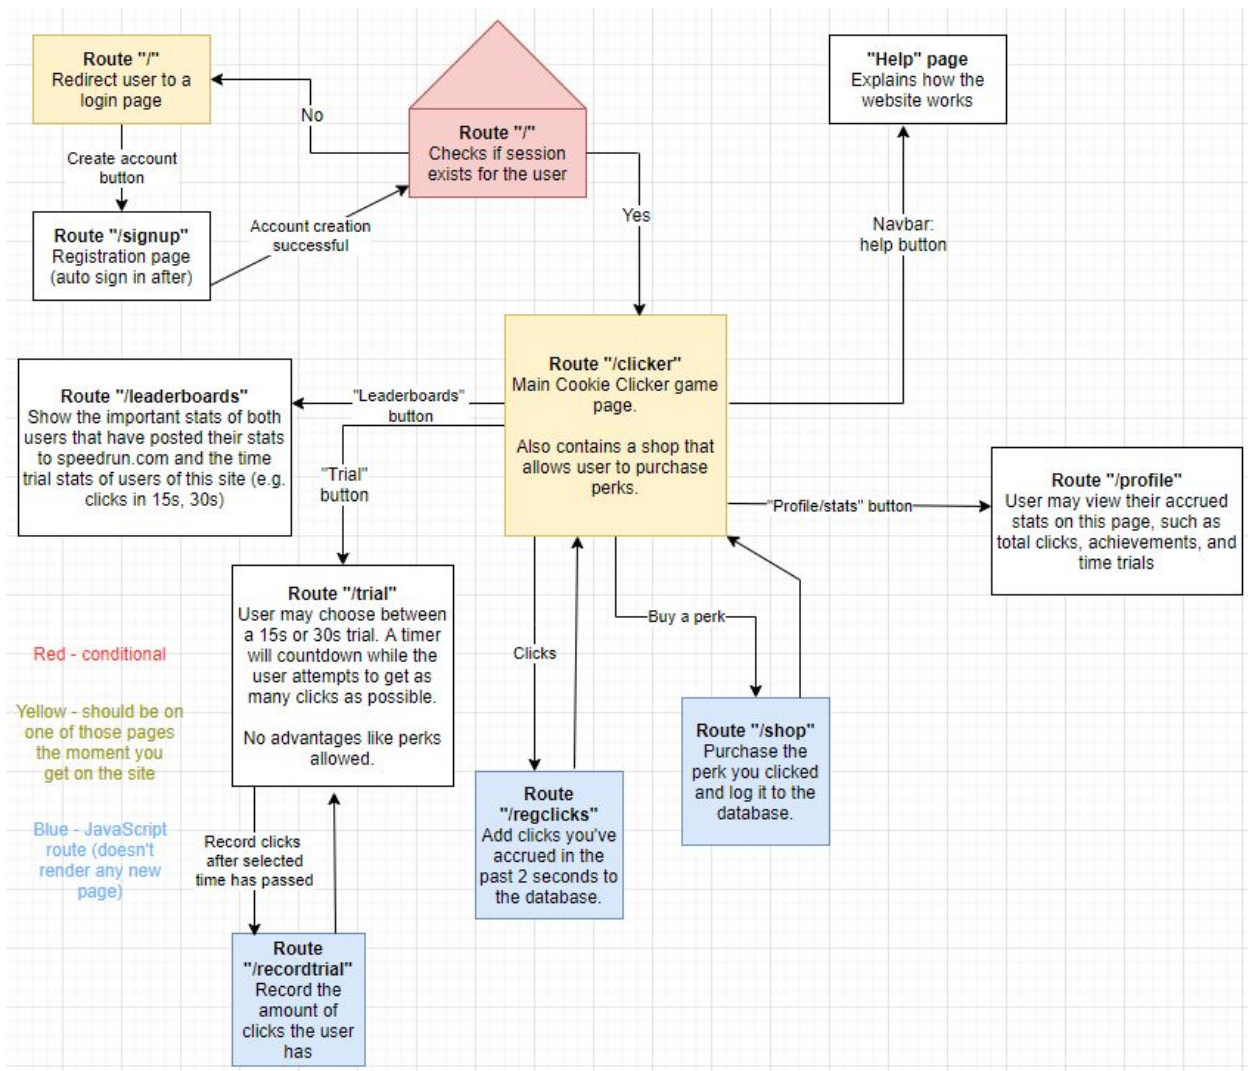 Route "/"
Redirect user to a
login page
No
Route "/"
Checks if session
exists for the user
"Help" page
Explains how the
website works
Create account
button
Route "/signup"
Registration page
(auto sign in after)
Account creation
successful
Yes
Navbar:
help button
Route "/clicker"
Main Cookie Clicker game
page.
Also contains a shop that
allows user to purchase
perks.
"Leaderboards"
button
Route "/leaderboards"
Show the important stats of both
users that have posted their stats
to speedrun.com and the time
trial stats of users of this site (e.g.
clicks in 15s, 30s)
"Trial"
button
"Profile/stats" button
Route "/profile"
User may view their accrued
stats on this page, such as
total clicks, achievements, and
time trials
Route "/trial"
User may choose between
a 15s or 30s trial. A timer
will countdown while the
user attempts to get as
many clicks as possible.
No advantages like perks
allowed.
Clicks
Buy a perk
Route "/shop"
Purchase the
perk you clicked
and log it to the
database.
Route
"/regclicks"
Add clicks you've
accrued in the
past 2 seconds to
the database.
Red - conditional
Yellow - should be on
one of those pages
the moment you
get on the site
Blue - JavaScript
route (doesn't
render any new
page)
Record clicks
after selected
time has passed
Route
"/recordtrial"
Record the
amount of
clicks the user
has